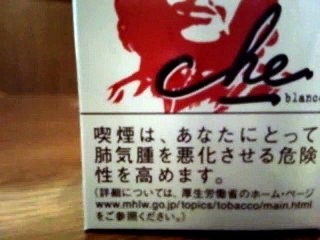 che
blanco
喫煙は、あなたにとって
肺気腫を悪化させる危険
性を高めます。
(詳細については、厚生労働省のホーム・ページ
www.mhlw.go.jp/topics/tobacco/main.html
をご参照ください。)